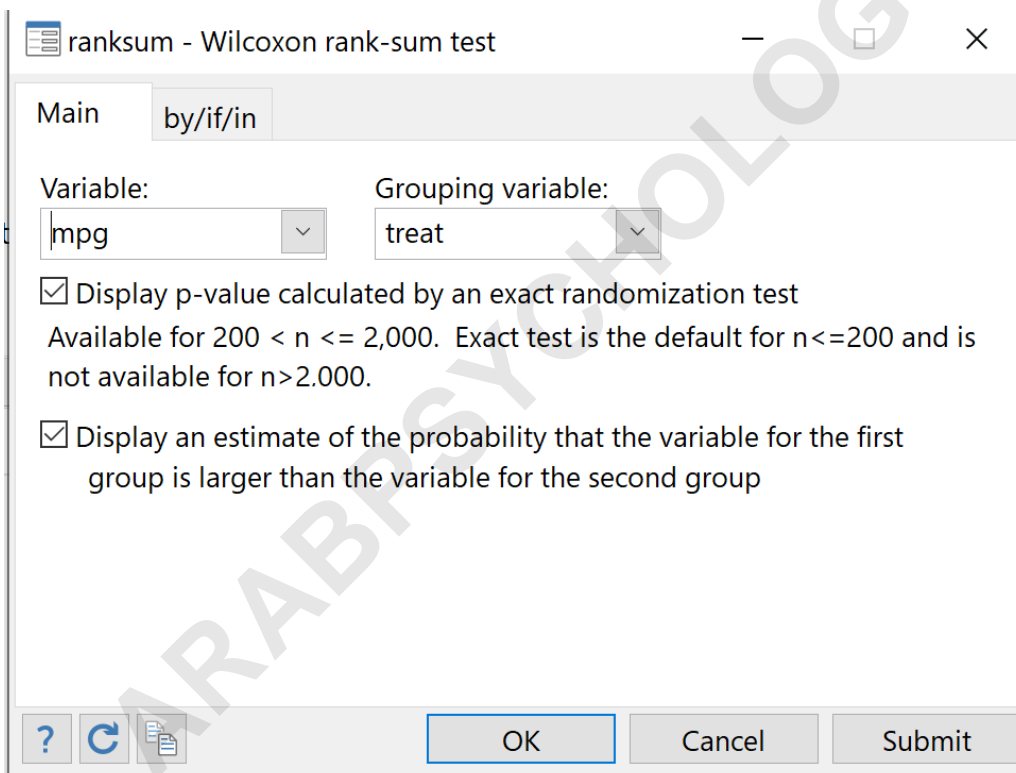 ranksum - Wilcoxon rank-sum test
Main
by/if/in
Variable:
Grouping variable:
mpg
treat
Display p-value calculated by an exact randomization test
Available for 200 < n <= 2,000. Exact test is the default for n<=200 and is
not available for n>2,000.
Display an estimate of the probability that the variable for the first
group is larger than the variable for the second group
?
OK
Cancel
Submit
ARABPSYCHOLOG